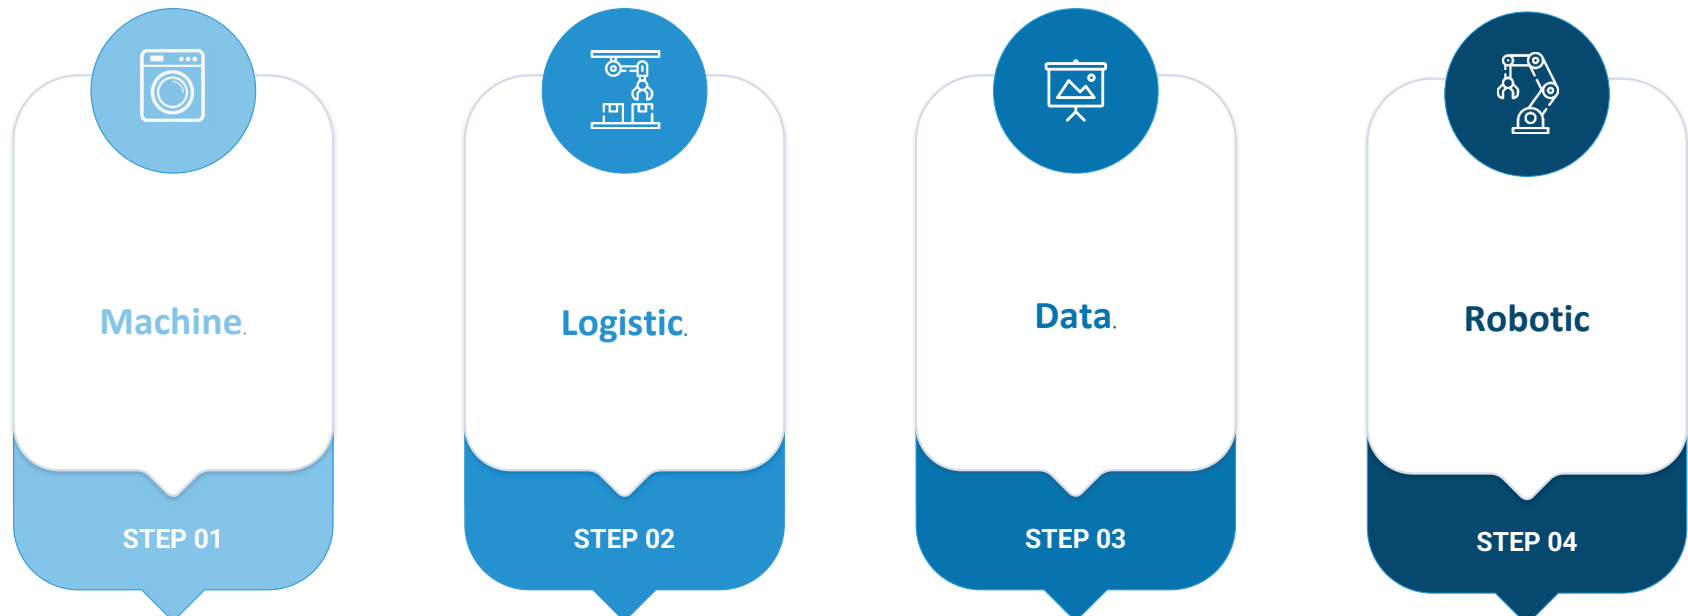 Machine.
STEP 01
Logistic.
STEP 02
Data.
STEP 03
Robotic
STEP 04